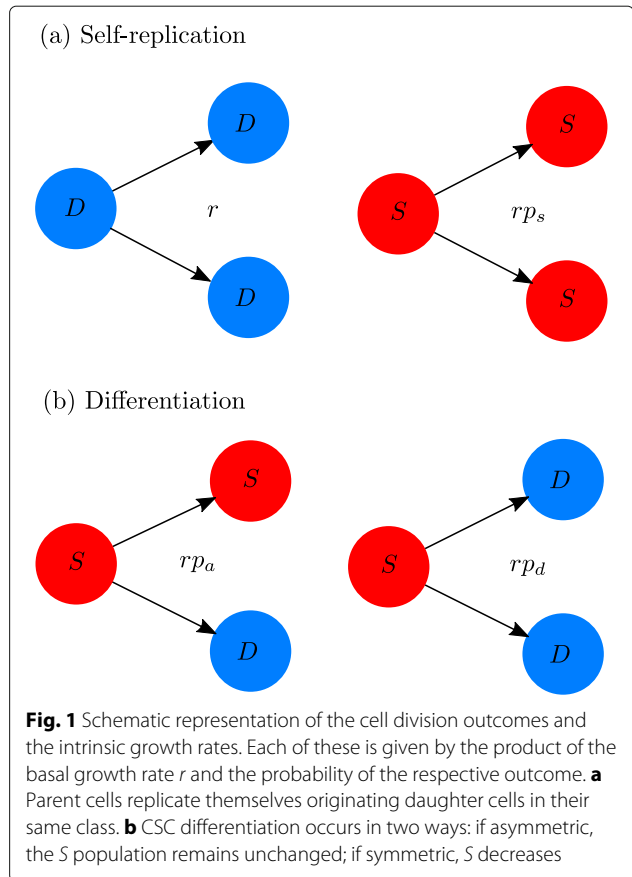 (a) Self-replication
D
D
r
D
S
S
rp_s
S
(b) Differentiation
S
S
rp_a
D
D
S
rp_d
D
Fig. 1 Schematic representation of the cell division outcomes and
the intrinsic growth rates. Each of these is given by the product of the
basal growth rate r and the probability of the respective outcome. a
Parent cells replicate themselves originating daughter cells in their
same class. b CSC differentiation occurs in two ways: if asymmetric,
the S population remains unchanged; if symmetric, S decreases